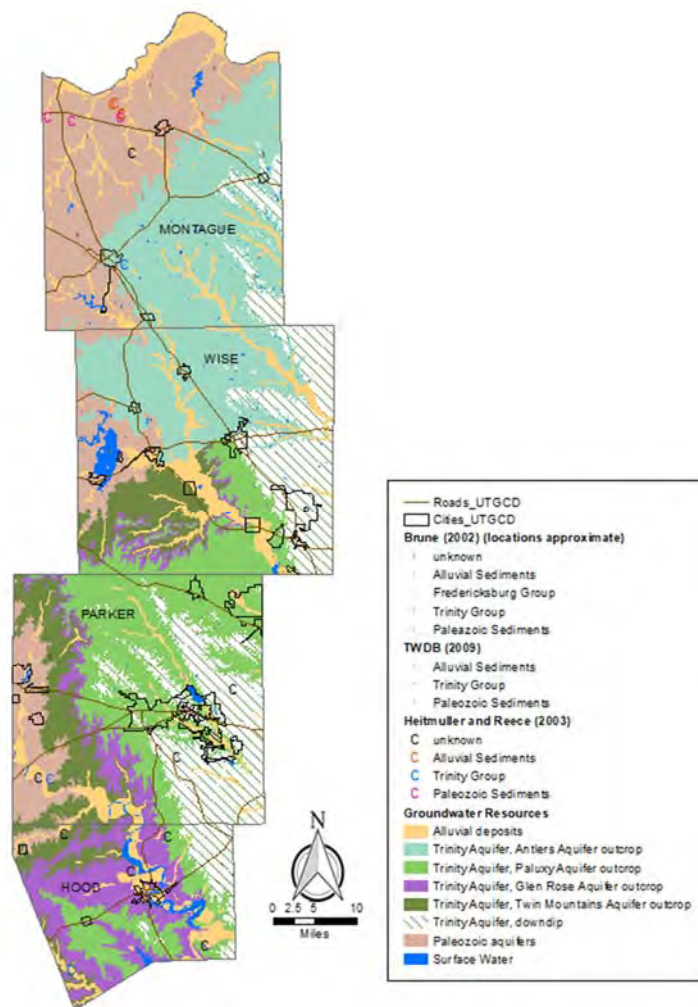 C
C C C
C
MONTAGUE
C
WISE
PARKER
C
C
C C
C C C
HOOD C
C
N
0 2.5 5 10
Miles
Roads_UTGCD
Cities_UTGCD
Brune (2002) (locations approximate)
unknown
Alluvial Sediments
Fredericksburg Group
Trinity Group
Paleazoic Sediments
TWDB (2009)
Alluvial Sediments
Trinity Group
Paleozoic Sediments
Heitmuller and Reece (2003)
C unknown
C Alluvial Sediments
C Trinity Group
C Paleozoic Sediments
Groundwater Resources
Alluvial deposits
Trinity Aquifer, Antlers Aquifer outcrop
Trinity Aquifer, Paluxy Aquifer outcrop
Trinity Aquifer, Glen Rose Aquifer outcrop
Trinity Aquifer, Twin Mountains Aquifer outcrop
Trinity Aquifer, downdip
Paleozoic aquifers
Surface Water